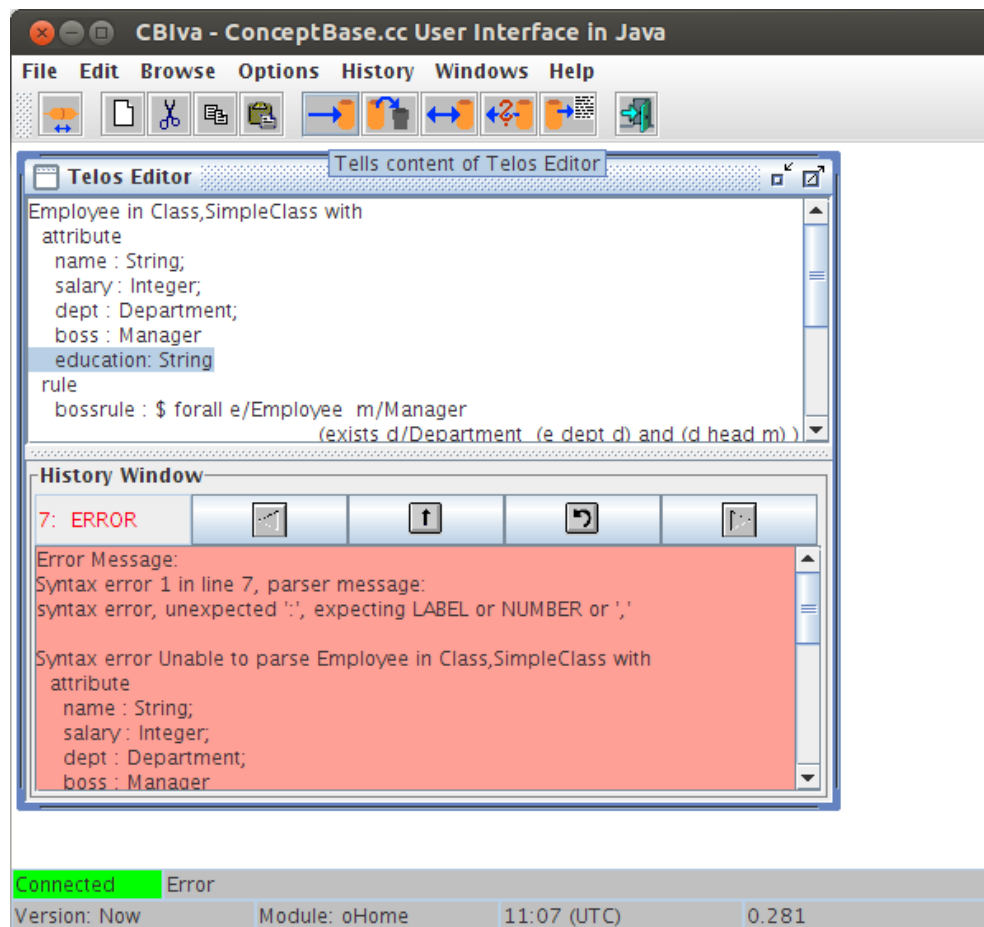 CBIva - ConceptBase.cc User Interface in Java
File Edit Browse Options History Windows Help
Tells content of Telos Editor
Telos Editor
Employee in Class,SimpleClass with
attribute
name : String;
salary : Integer;
dept : Department;
boss : Manager
education: String
rule
bossrule : $ forall e/Employee m/Manager
(exists d/Department (e dept d) and (d head m) )
History Window
7: ERROR
Error Message:
Syntax error 1 in line 7, parser message:
syntax error, unexpected ':', expecting LABEL or NUMBER or ','
Syntax error Unable to parse Employee in Class,SimpleClass with
attribute
name : String;
salary : Integer;
dept : Department;
boss : Manager
Connected Error
Version: Now Module: oHome 11:07 (UTC) 0.281